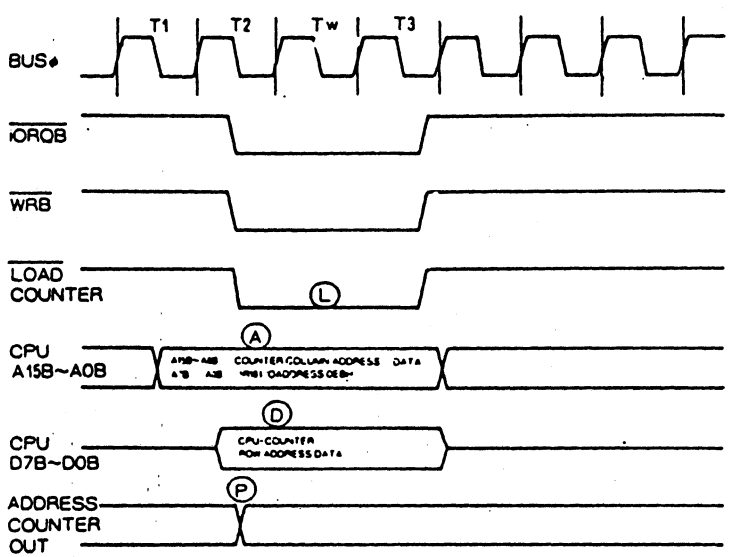 T1 T2 Tw T3
BUSφ
IORQB
WRB
LOAD
COUNTER
L
A
CPU
A15B~A0B
COUNTER COLUMN ADDRESS DATA
D
CPU
D7B~D0B
CPU-COUNTER
ROW ADDRESS DATA
P
ADDRESS
COUNTER
OUT